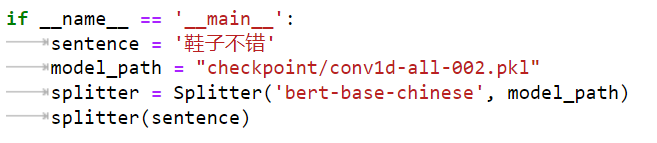 if __name__ == '__main__':
    sentence = '鞋子不错'
    model_path = "checkpoint/conv1d-all-002.pkl"
    splitter = Splitter('bert-base-chinese', model_path)
    splitter(sentence)